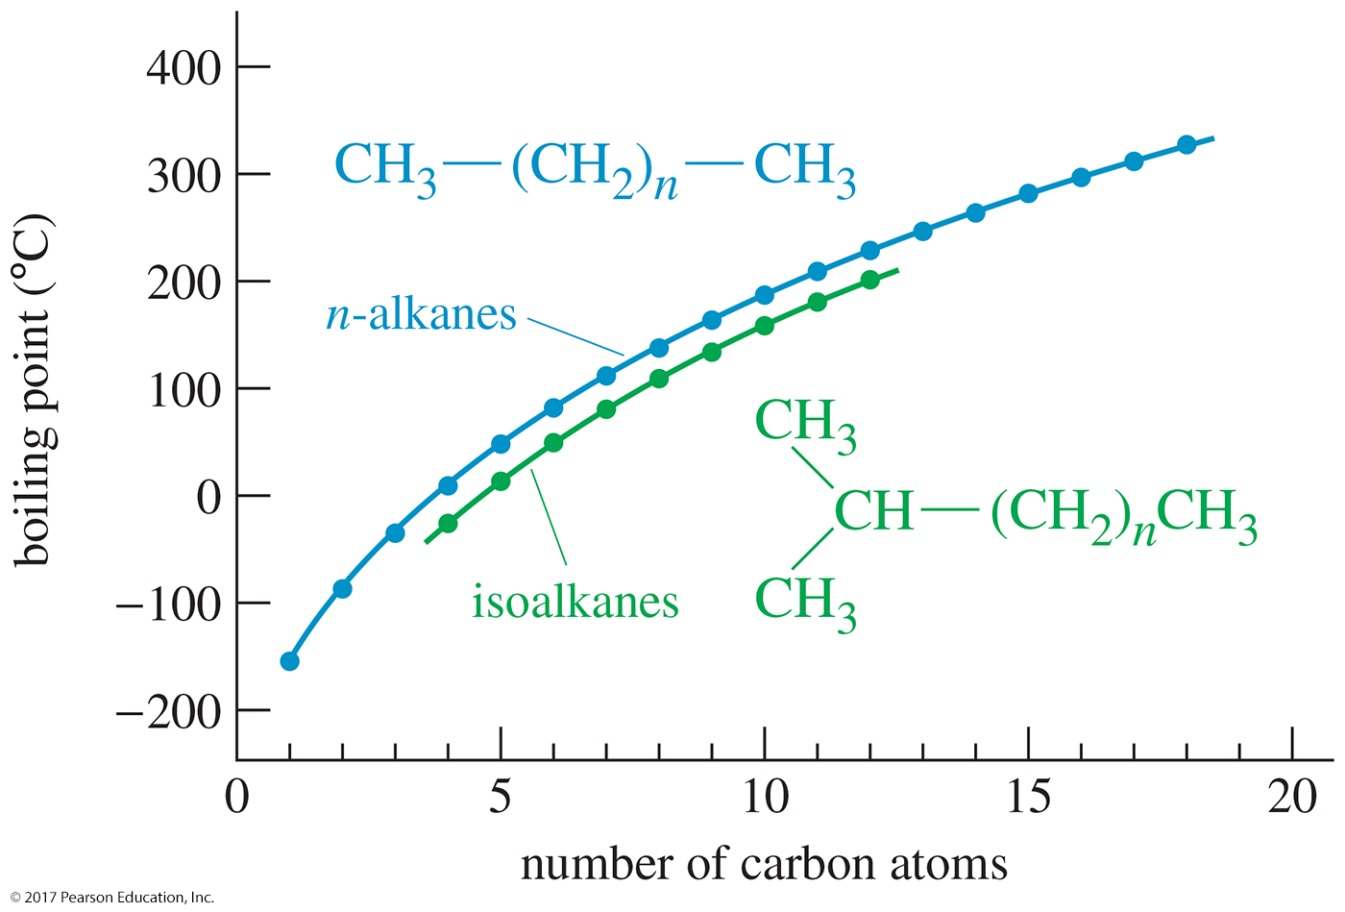 400
300
200
100
0
−100
−200
boiling point (°C)
CH₃—(CH₂)ₙ—CH₃
n-alkanes
isoalkanes
CH₃
CH—(CH₂)ₙCH₃
CH₃
0 5 10 15 20
number of carbon atoms
© 2017 Pearson Education, Inc.